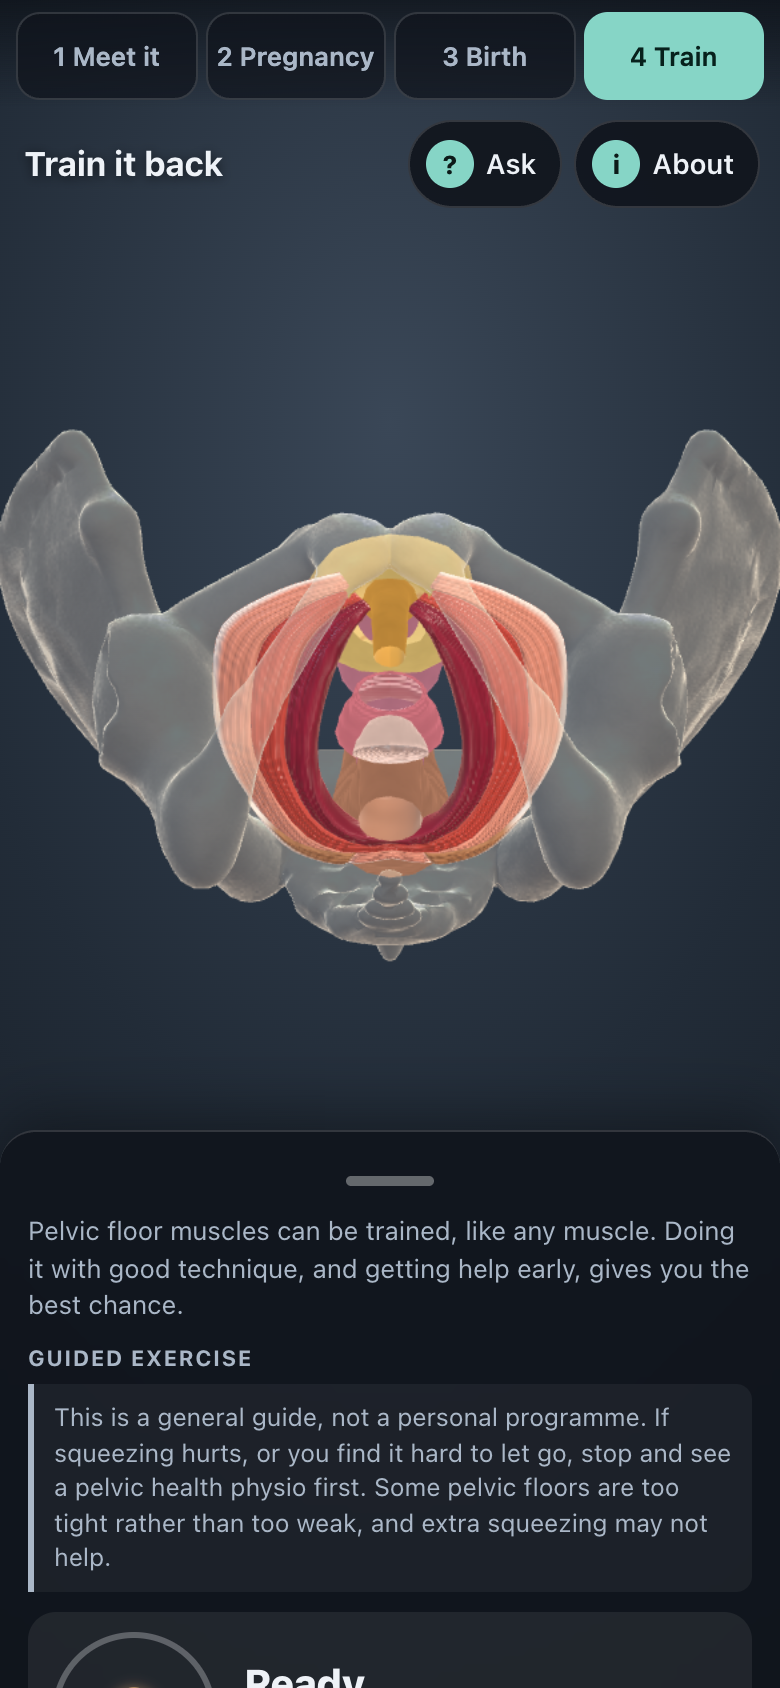 1 Meet it
2 Pregnancy
3 Birth
4 Train
Train it back
? Ask
i About
Pelvic floor muscles can be trained, like any muscle. Doing
it with good technique, and getting help early, gives you the
best chance.
GUIDED EXERCISE
This is a general guide, not a personal programme. If
squeezing hurts, or you find it hard to let go, stop and see
a pelvic health physio first. Some pelvic floors are too
tight rather than too weak, and extra squeezing may not
help.
Ready